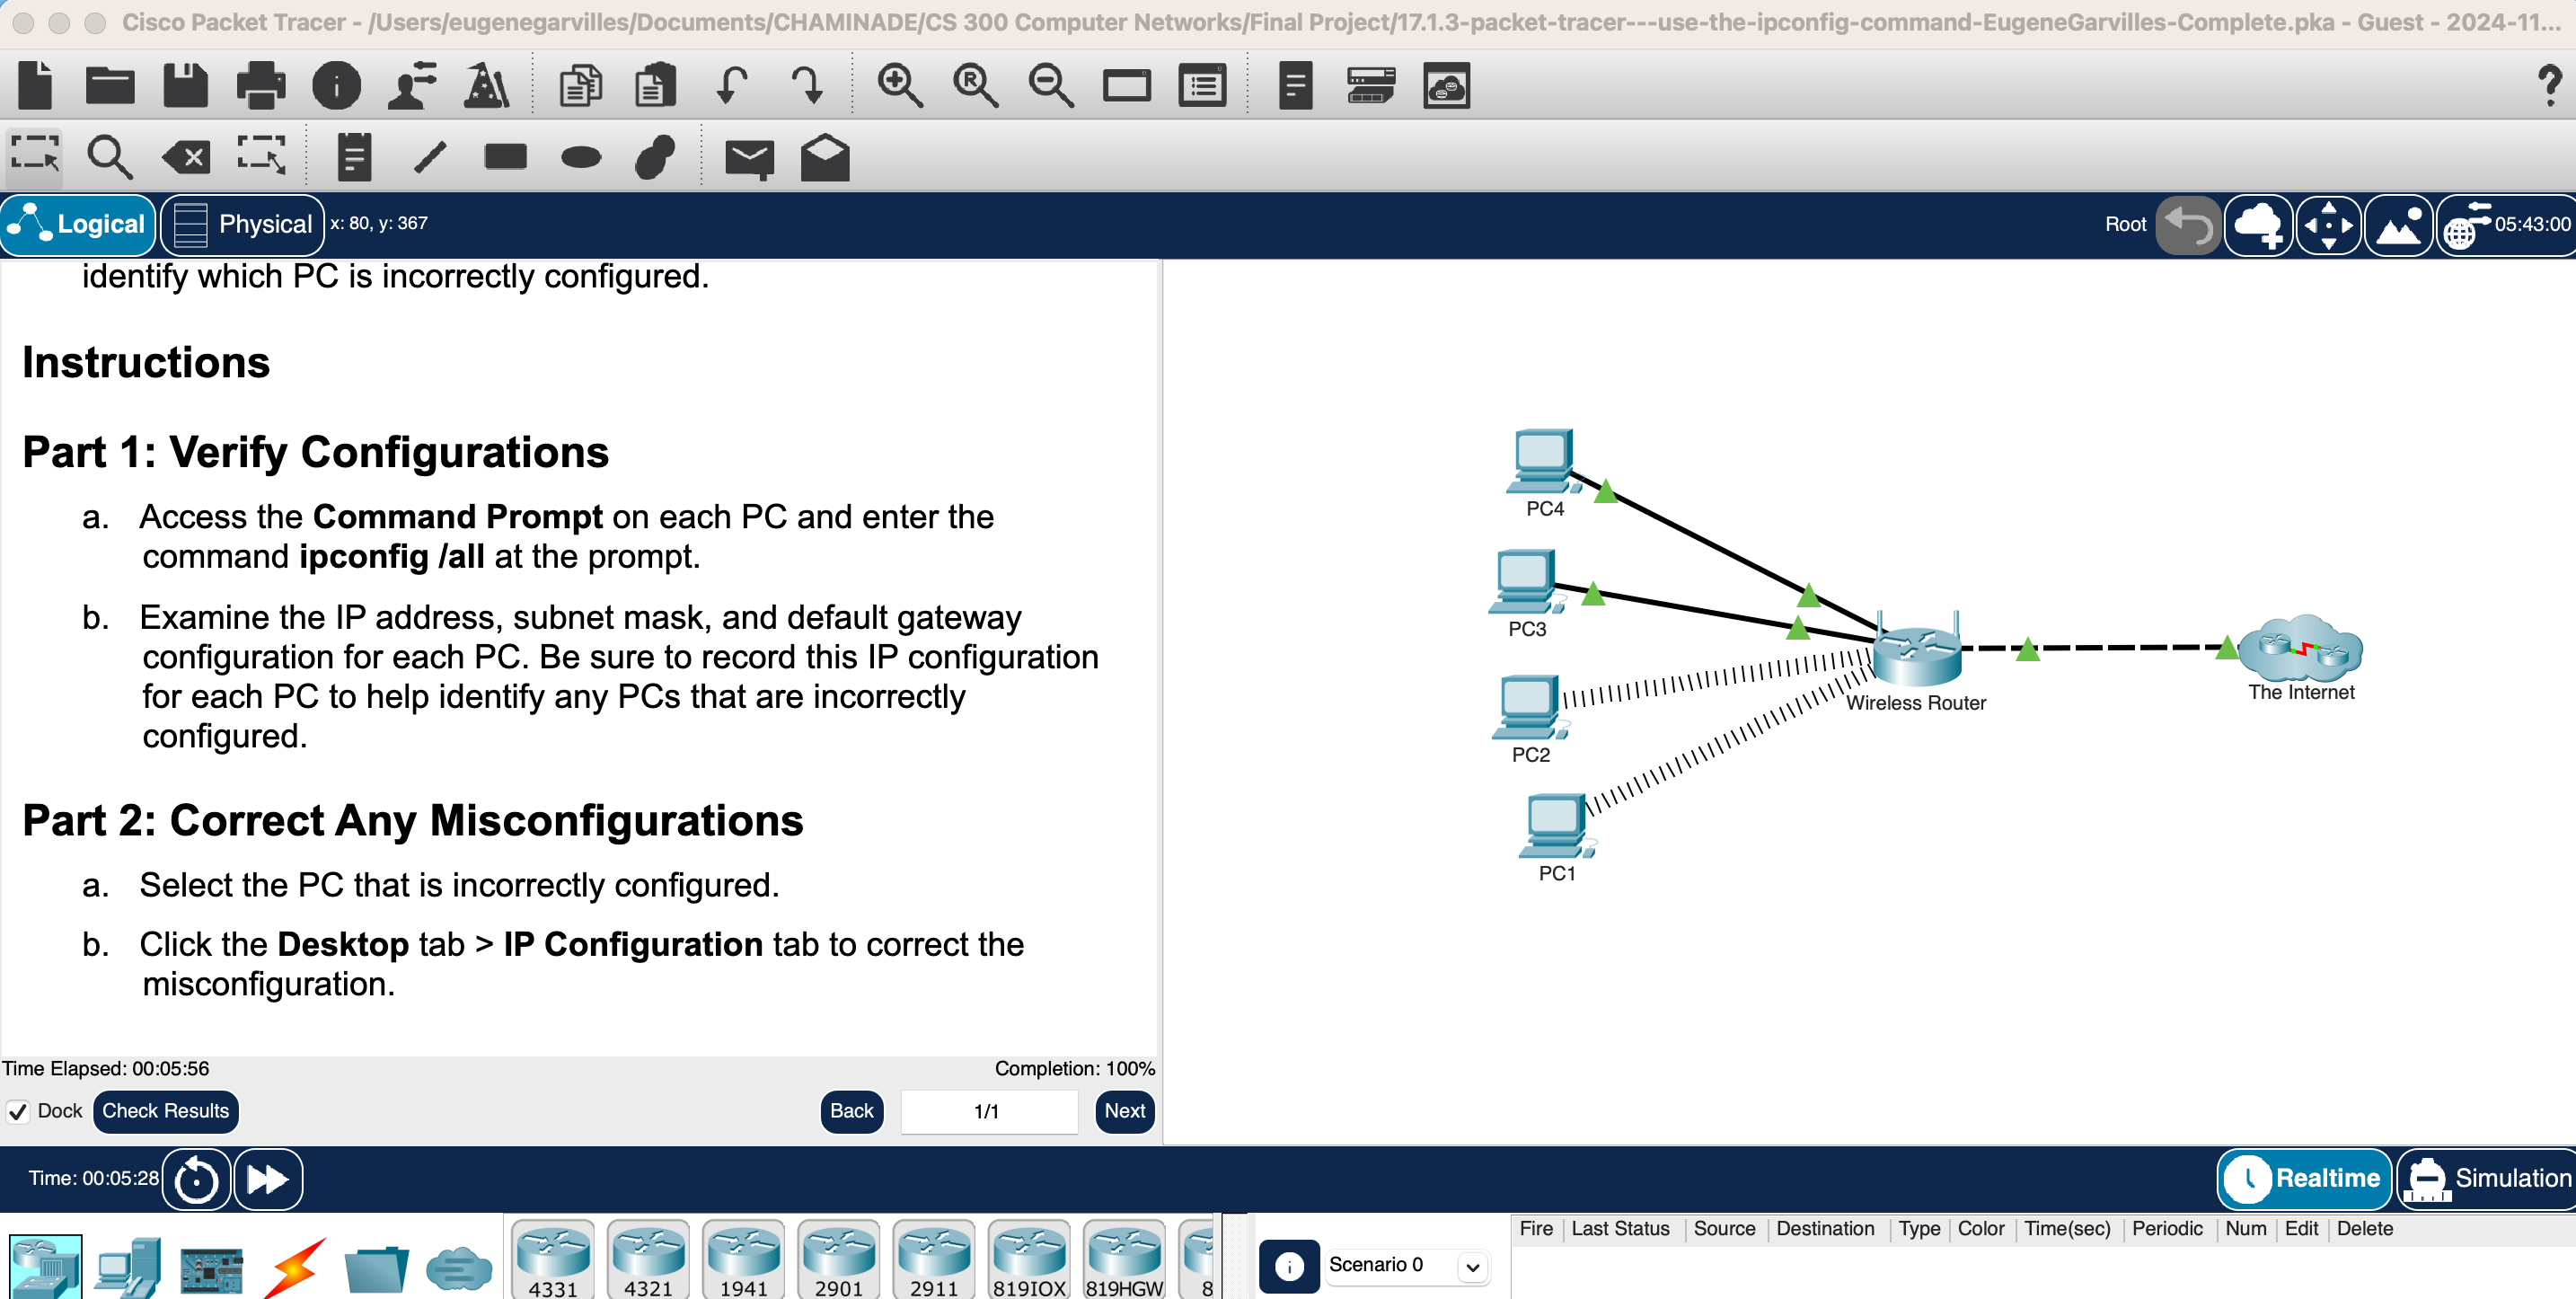 Cisco Packet Tracer - /Users/eugenegarvilles/Documents/CHAMINADE/CS 300 Computer Networks/Final Project/17.1.3-packet-tracer---use-the-ipconfig-command-EugeneGarvilles-Complete.pka - Guest - 2024-11...
Logical
Physical
x: 80, y: 367
Root
05:43:00
identify which PC is incorrectly configured.
Instructions
Part 1: Verify Configurations
a. Access the Command Prompt on each PC and enter the
command ipconfig /all at the prompt.
b. Examine the IP address, subnet mask, and default gateway
configuration for each PC. Be sure to record this IP configuration
for each PC to help identify any PCs that are incorrectly
configured.
Part 2: Correct Any Misconfigurations
a. Select the PC that is incorrectly configured.
b. Click the Desktop tab > IP Configuration tab to correct the
misconfiguration.
Time Elapsed: 00:05:56
Completion: 100%
Dock
Check Results
Back
1/1
Next
PC4
PC3
PC2
PC1
Wireless Router
The Internet
Time: 00:05:28
Realtime
Simulation
4331
4321
1941
2901
2911
819IOX
819HGW
8
Scenario 0
Fire Last Status Source Destination Type Color Time(sec) Periodic Num Edit Delete